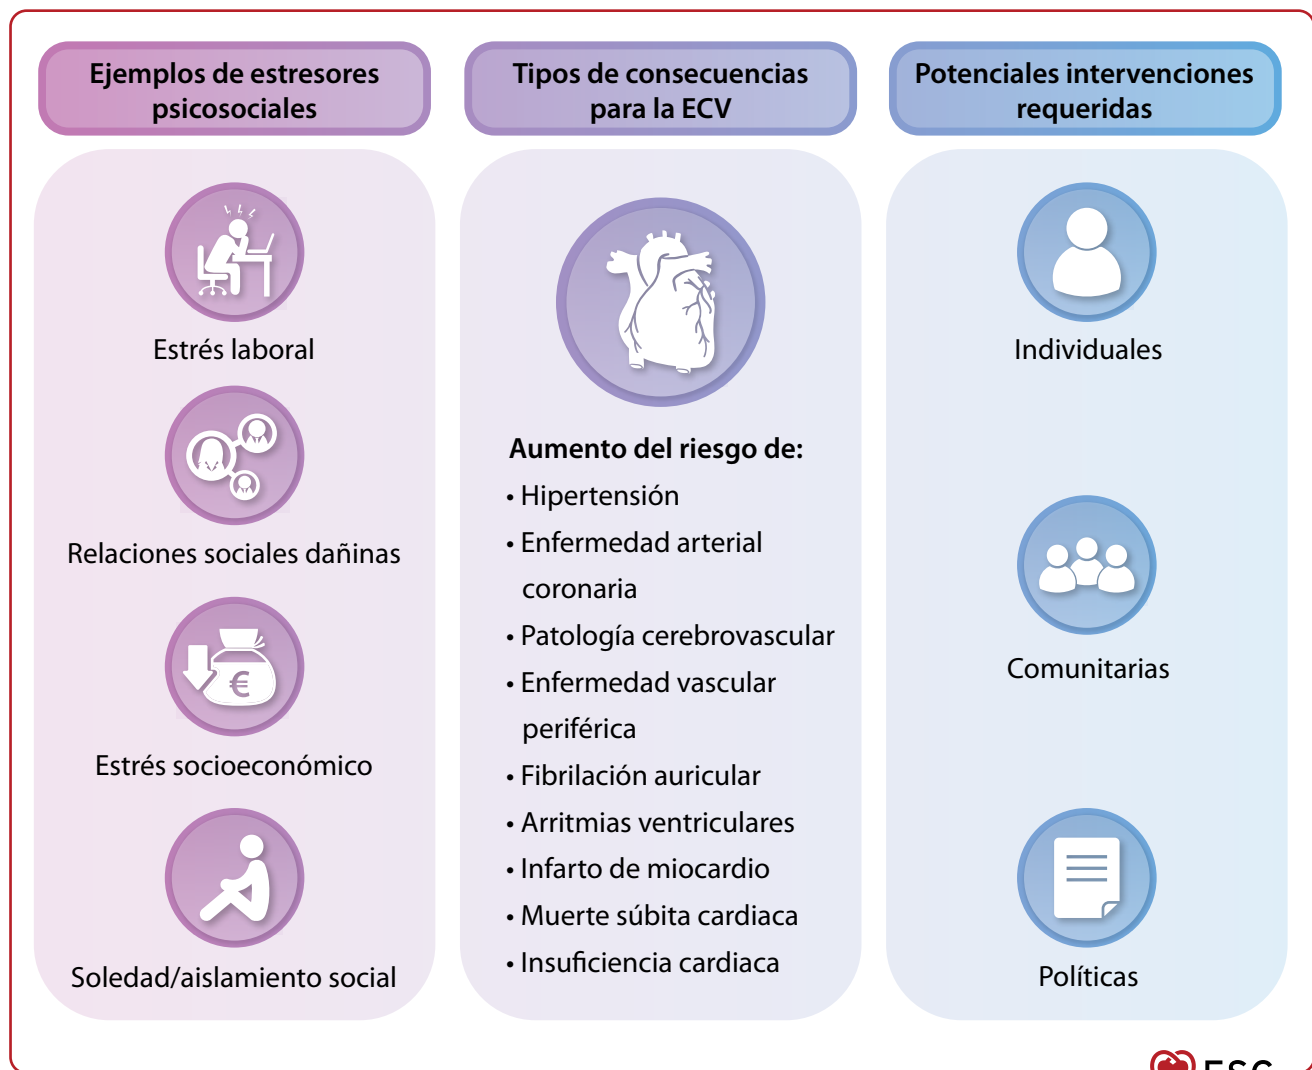 Ejemplos de estresores
psicosociales
Estrés laboral
Relaciones sociales dañinas
€
Estrés socioeconómico
Soledad/aislamiento social
Tipos de consecuencias
para la ECV
Aumento del riesgo de:
• Hipertensión
• Enfermedad arterial
coronaria
• Patología cerebrovascular
• Enfermedad vascular
periférica
• Fibrilación auricular
• Arritmias ventriculares
• Infarto de miocardio
• Muerte súbita cardiaca
• Insuficiencia cardiaca
Potenciales intervenciones
requeridas
Individuales
Comunitarias
Políticas
ESC